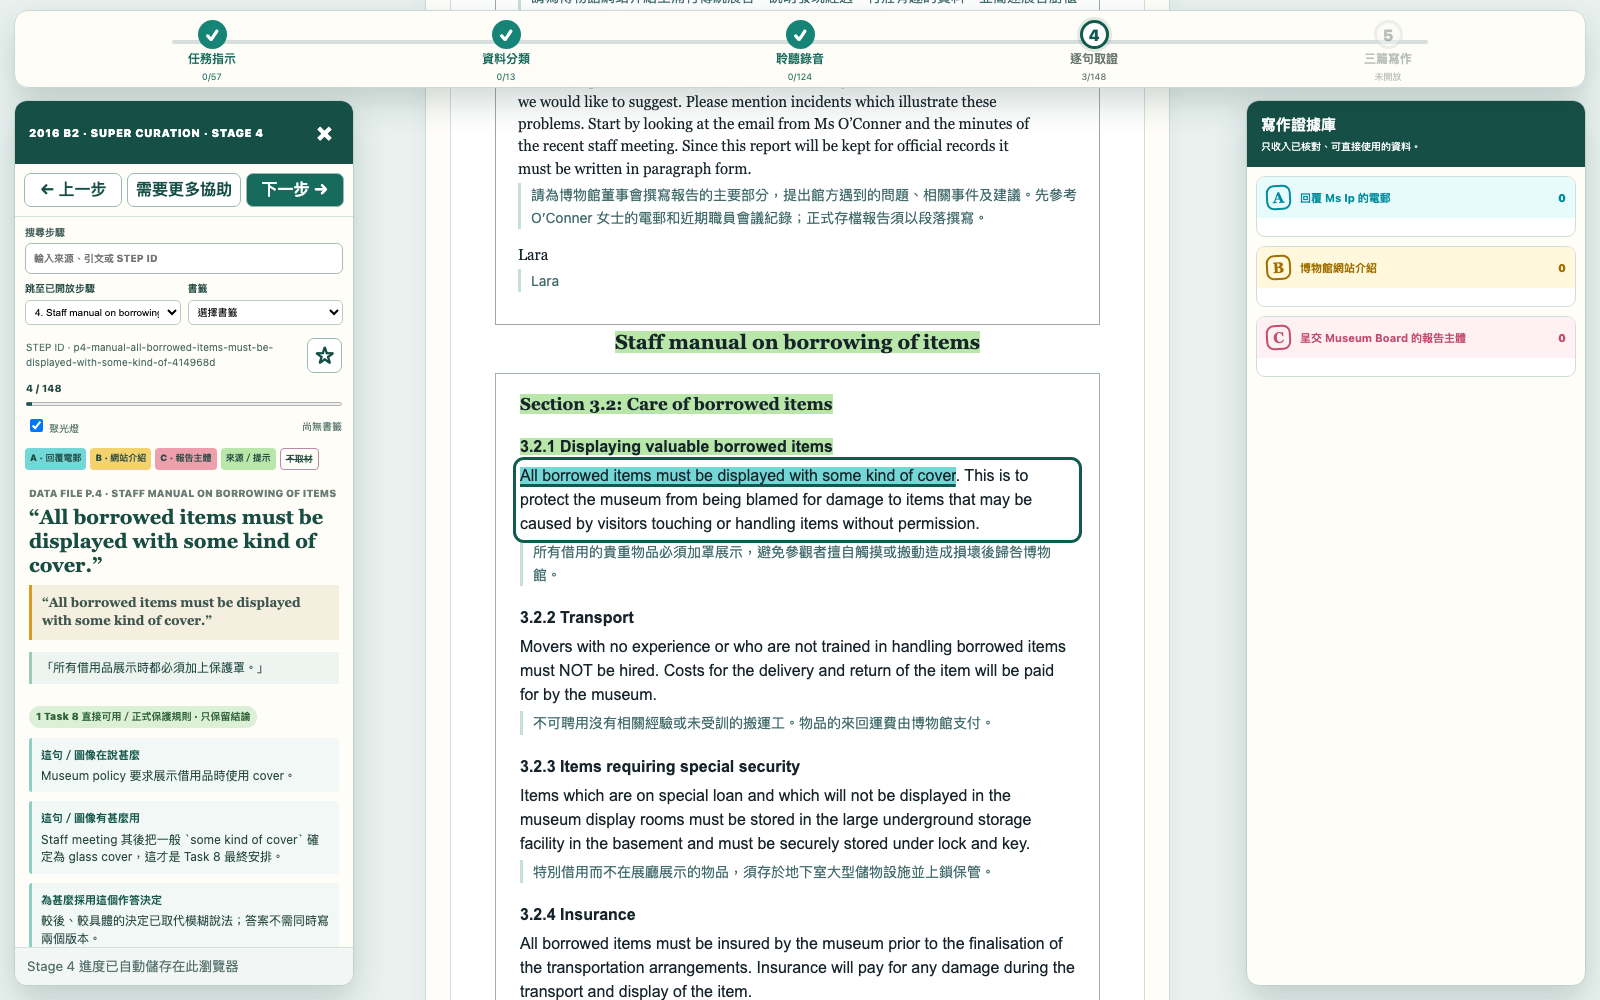 任務指示
0/57
資料分類
0/13
聆聽錄音
0/124
4
逐句取證
3/148
5
三篇寫作
未開放
2016 B2 · SUPER CURATION · STAGE 4
← 上一步
需要更多協助
下一步 →
搜尋步驟
輸入來源、引文或 STEP ID
跳至已開放步驟
書籤
4. Staff manual on borrowing
選擇書籤
STEP ID · p4-manual-all-borrowed-items-must-be-
displayed-with-some-kind-of-414968d
4 / 148
聚光燈
尚無書籤
A · 回覆電郵
B · 網站介紹
C · 報告主體
來源 / 提示
不取材
DATA FILE P.4 · STAFF MANUAL ON BORROWING OF ITEMS
“All borrowed items must be
displayed with some kind of
cover.”
“All borrowed items must be displayed
with some kind of cover.”
「所有借用品展示時都必須加上保護罩。」
1 Task 8 直接可用 / 正式保護規則 · 只保留結論
這句 / 圖像在說甚麼
Museum policy 要求展示借用品時使用 cover。
這句 / 圖像有甚麼用
Staff meeting 其後把一般 `some kind of cover` 確
定為 glass cover，這才是 Task 8 最終安排。
為甚麼採用這個作答決定
較後、較具體的決定已取代模糊說法；答案不需同時寫
兩個版本。
Stage 4 進度已自動儲存在此瀏覽器
we would like to suggest. Please mention incidents which illustrate these
problems. Start by looking at the email from Ms O’Conner and the minutes of
the recent staff meeting. Since this report will be kept for official records it
must be written in paragraph form.
請為博物館董事會撰寫報告的主要部分，提出館方遇到的問題、相關事件及建議。先參考
O’Conner 女士的電郵和近期職員會議紀錄；正式存檔報告須以段落撰寫。
Lara
Lara
Staff manual on borrowing of items
Section 3.2: Care of borrowed items
3.2.1 Displaying valuable borrowed items
All borrowed items must be displayed with some kind of cover. This is to
protect the museum from being blamed for damage to items that may be
caused by visitors touching or handling items without permission.
所有借用的貴重物品必須加罩展示，避免參觀者擅自觸摸或搬動造成損壞後歸咎博物
館。
3.2.2 Transport
Movers with no experience or who are not trained in handling borrowed items
must NOT be hired. Costs for the delivery and return of the item will be paid
for by the museum.
不可聘用沒有相關經驗或未受訓的搬運工。物品的來回運費由博物館支付。
3.2.3 Items requiring special security
Items which are on special loan and which will not be displayed in the
museum display rooms must be stored in the large underground storage
facility in the basement and must be securely stored under lock and key.
特別借用而不在展廳展示的物品，須存於地下室大型儲物設施並上鎖保管。
3.2.4 Insurance
All borrowed items must be insured by the museum prior to the finalisation of
the transportation arrangements. Insurance will pay for any damage during the
transport and display of the item.
寫作證據庫
只收入已核對、可直接使用的資料。
A 回覆 Ms Ip 的電郵 0
B 博物館網站介紹 0
C 呈交 Museum Board 的報告主體 0